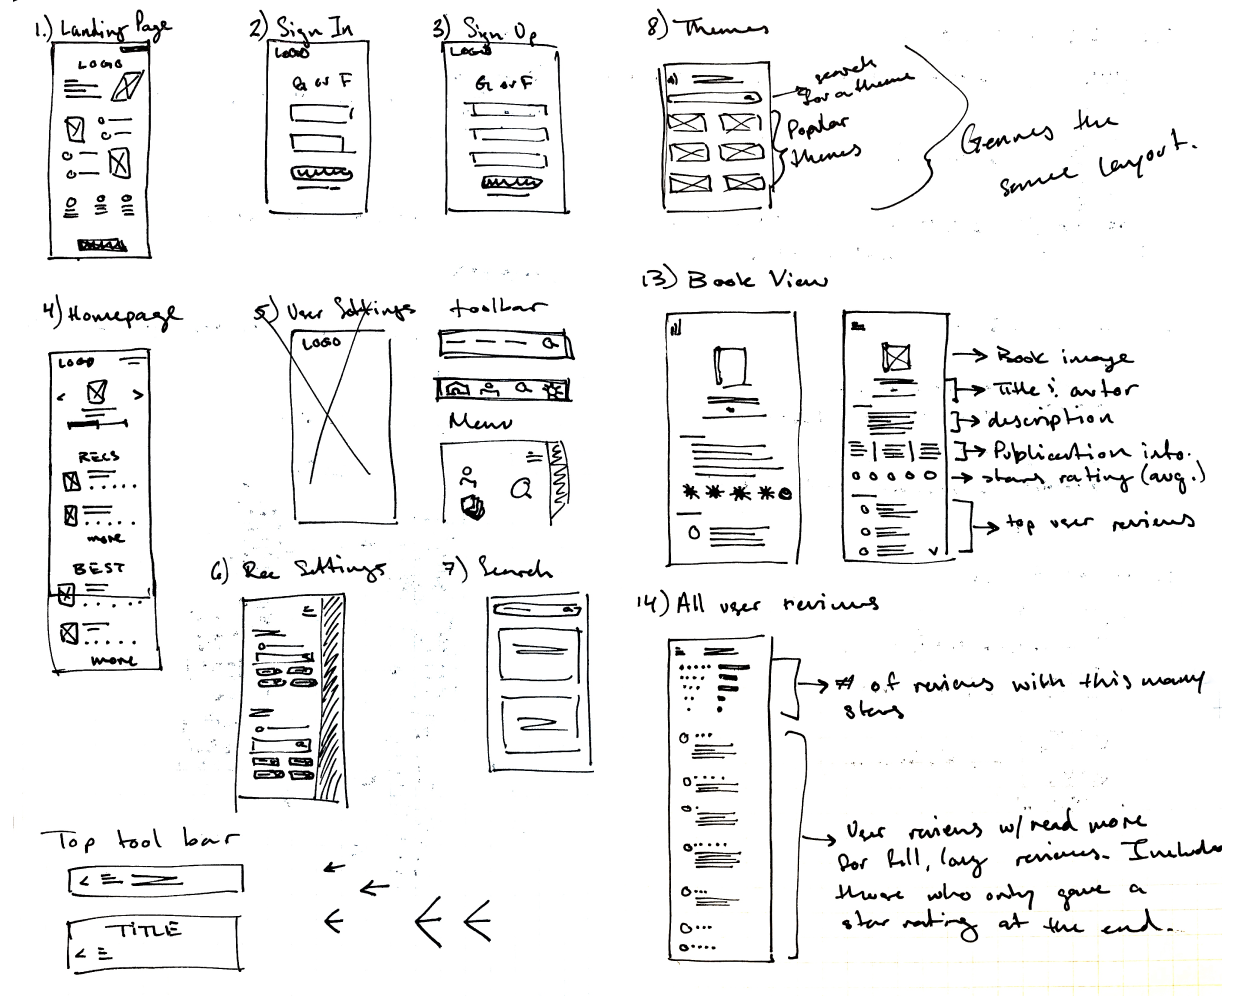 1.) Landing Page
LOGO
2) Sign In
LOGO
G or F
3) Sign Up
LOGO
G or F
8) Themes
search
for a theme
Popular
themes
Genres the
same layout.
4) Homepage
LOGO
RECS
more
BEST
more
5) User Settings
LOGO
toolbar
Menu
6) Rec Settings
7) Search
Top tool bar
TITLE
13) Book View
Book image
Title & autor
description
Publication info.
stars rating (avg.)
top user reviews
14) All user reviews
# of reviews with this many
stars
User reviews w/ read more
for full, long reviews. Includes
those who only gave a
star rating at the end.